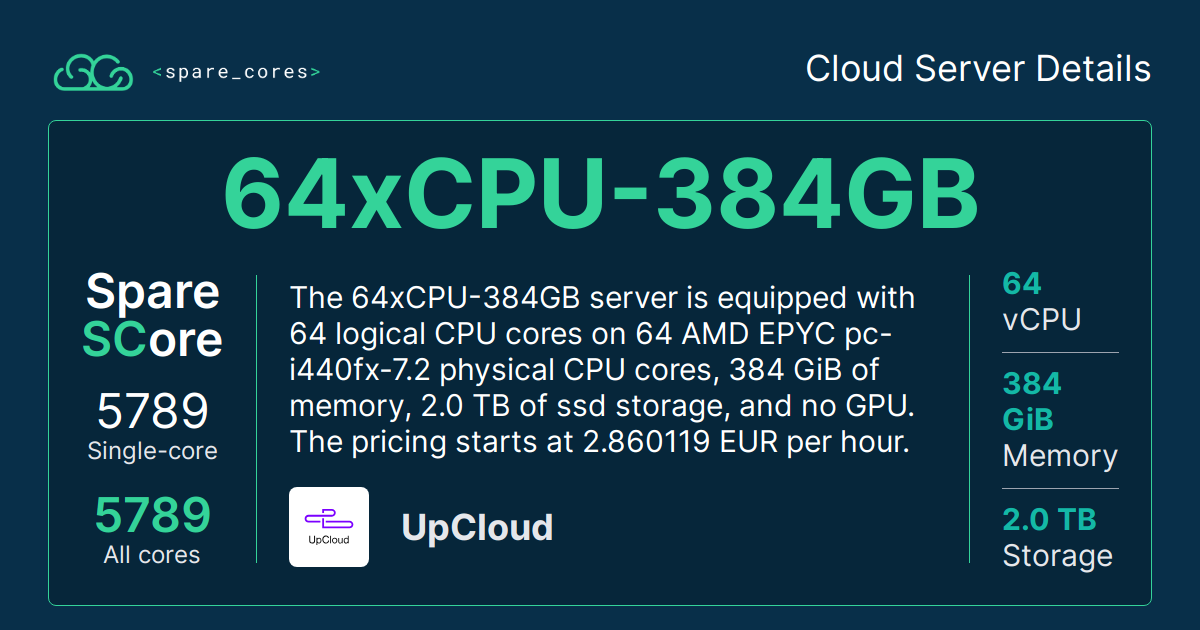 <spare_cores>
Cloud Server Details
64xCPU-384GB
Spare
SCore
5789
Single-core
5789
All cores
The 64xCPU-384GB server is equipped with
64 logical CPU cores on 64 AMD EPYC pc-
i440fx-7.2 physical CPU cores, 384 GiB of
memory, 2.0 TB of ssd storage, and no GPU.
The pricing starts at 2.860119 EUR per hour.
UpCloud
UpCloud
64
vCPU
384
GiB
Memory
2.0 TB
Storage